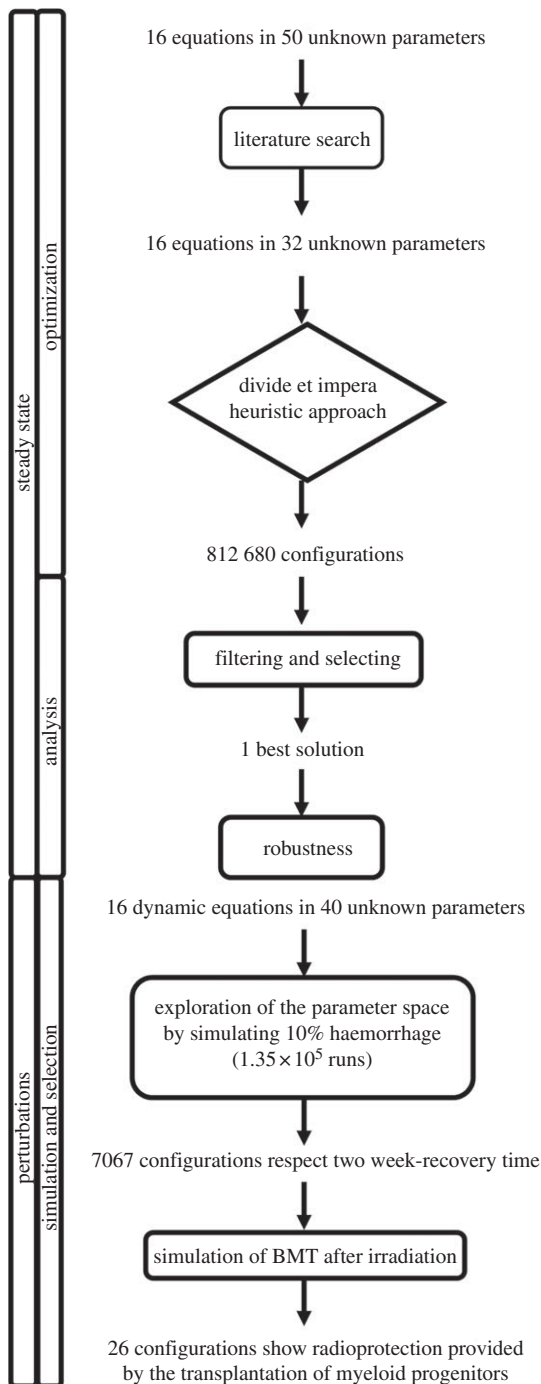 16 equations in 50 unknown parameters
literature search
16 equations in 32 unknown parameters
divide et impera
heuristic approach
812 680 configurations
filtering and selecting
1 best solution
robustness
16 dynamic equations in 40 unknown parameters
exploration of the parameter space
by simulating 10% haemorrhage
(1.35×10⁵ runs)
7067 configurations respect two week-recovery time
simulation of BMT after irradiation
26 configurations show radioprotection provided
by the transplantation of myeloid progenitors
steady state
optimization
analysis
perturbations
simulation and selection